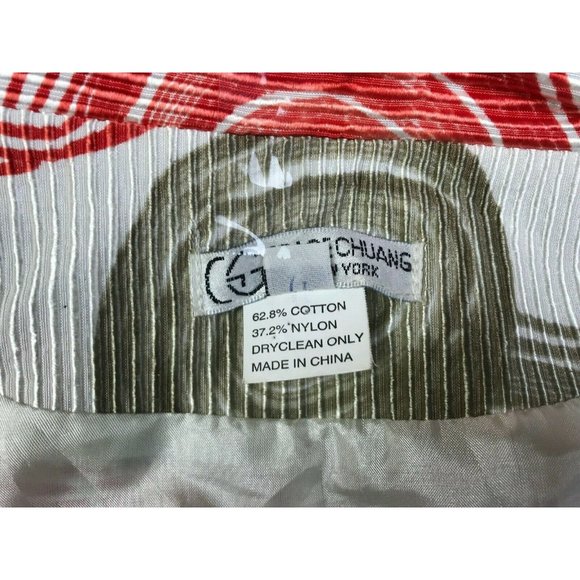 CHUANG
YORK
62.8% COTTON
37.2% NYLON
DRYCLEAN ONLY
MADE IN CHINA